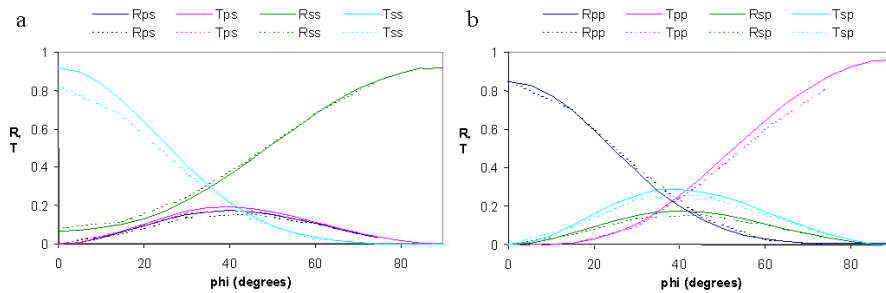 a
Rps Tps Rss Tss
Rps Tps Rss Tss
1
0.8
0.6
R,
T
0.4
0.2
0
0 20 40 60 80
phi (degrees)
b
Rpp Tpp Rsp Tsp
Rpp Tpp Rsp Tsp
1
0.8
0.6
R,
T
0.4
0.2
0
0 20 40 60 80
phi (degrees)